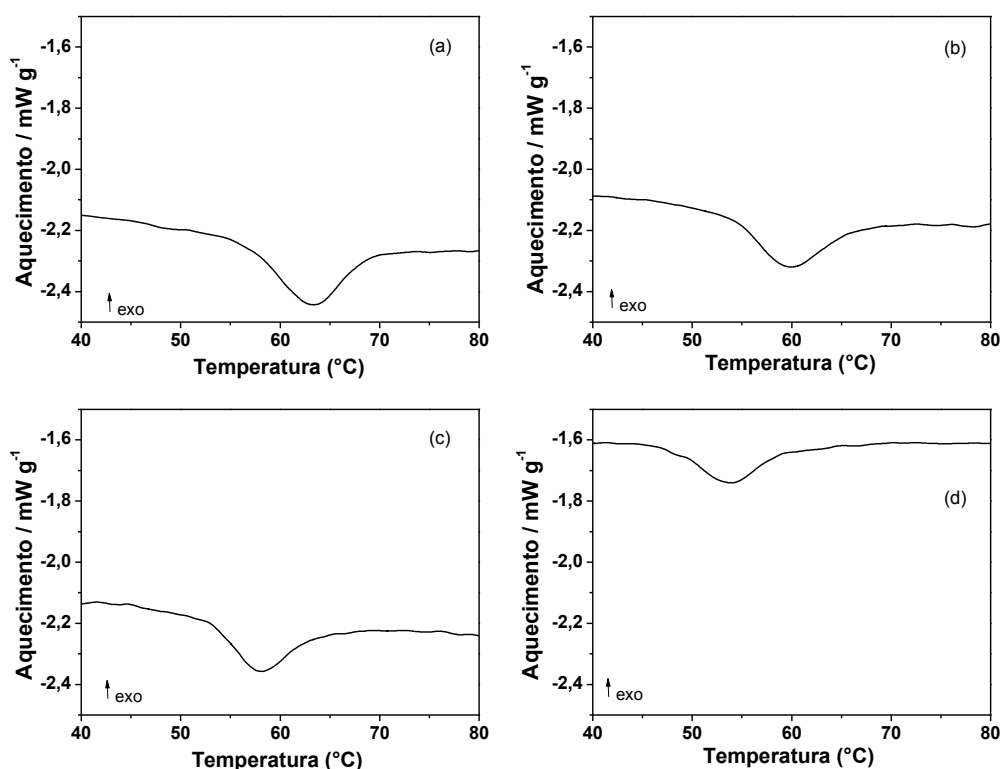 (a)
-1,6
-1,8
-2,0
-2,2
-2,4
Aquecimento / mW g-1
exo
40 50 60 70 80
Temperatura (°C)
(b)
-1,6
-1,8
-2,0
-2,2
-2,4
Aquecimento / mW g-1
exo
40 50 60 70 80
Temperatura (°C)
(c)
-1,6
-1,8
-2,0
-2,2
-2,4
Aquecimento / mW g-1
exo
40 50 60 70 80
Temperatura (°C)
-1,6
(d)
-1,8
-2,0
-2,2
-2,4
Aquecimento / mW g-1
exo
40 50 60 70 80
Temperatura (°C)